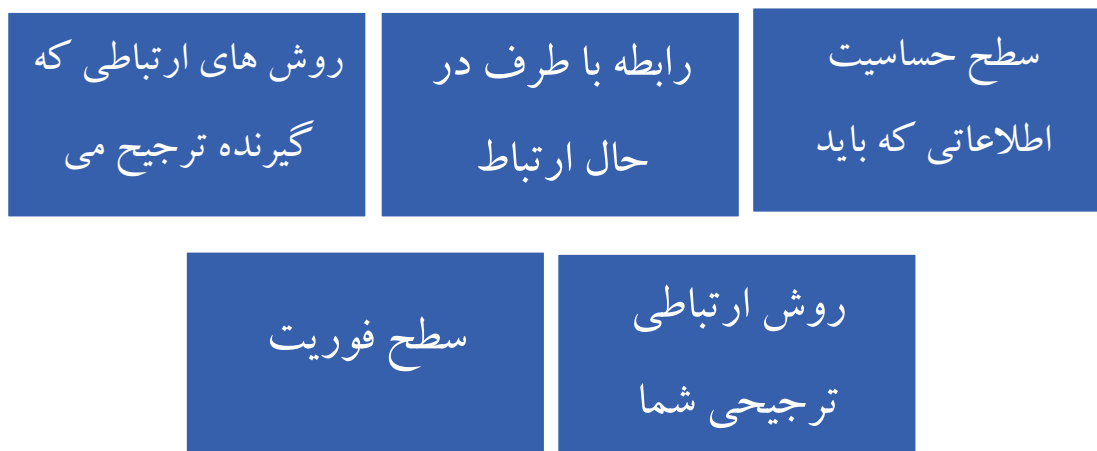 سطح حساسیت
اطلاعاتی که باید
رابطه با طرف در
حال ارتباط
روش های ارتباطی که
گیرنده ترجیح می
روش ارتباطی
ترجیحی شما
سطح فوریت